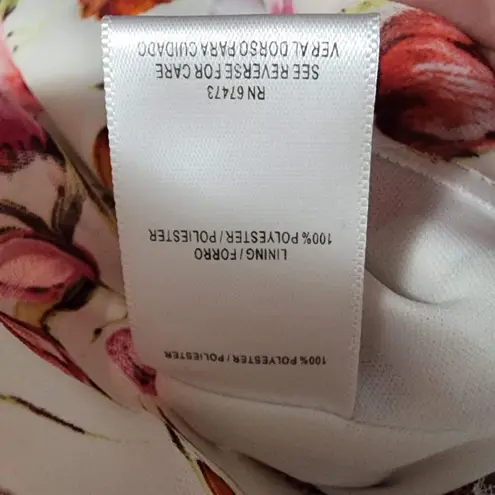 100% POLYESTER / POLIESTER
LINING / FORRO
100% POLYESTER / POLIESTER
RN 67473
SEE REVERSE FOR CARE
VER AL DORSO PARA CUIDADO